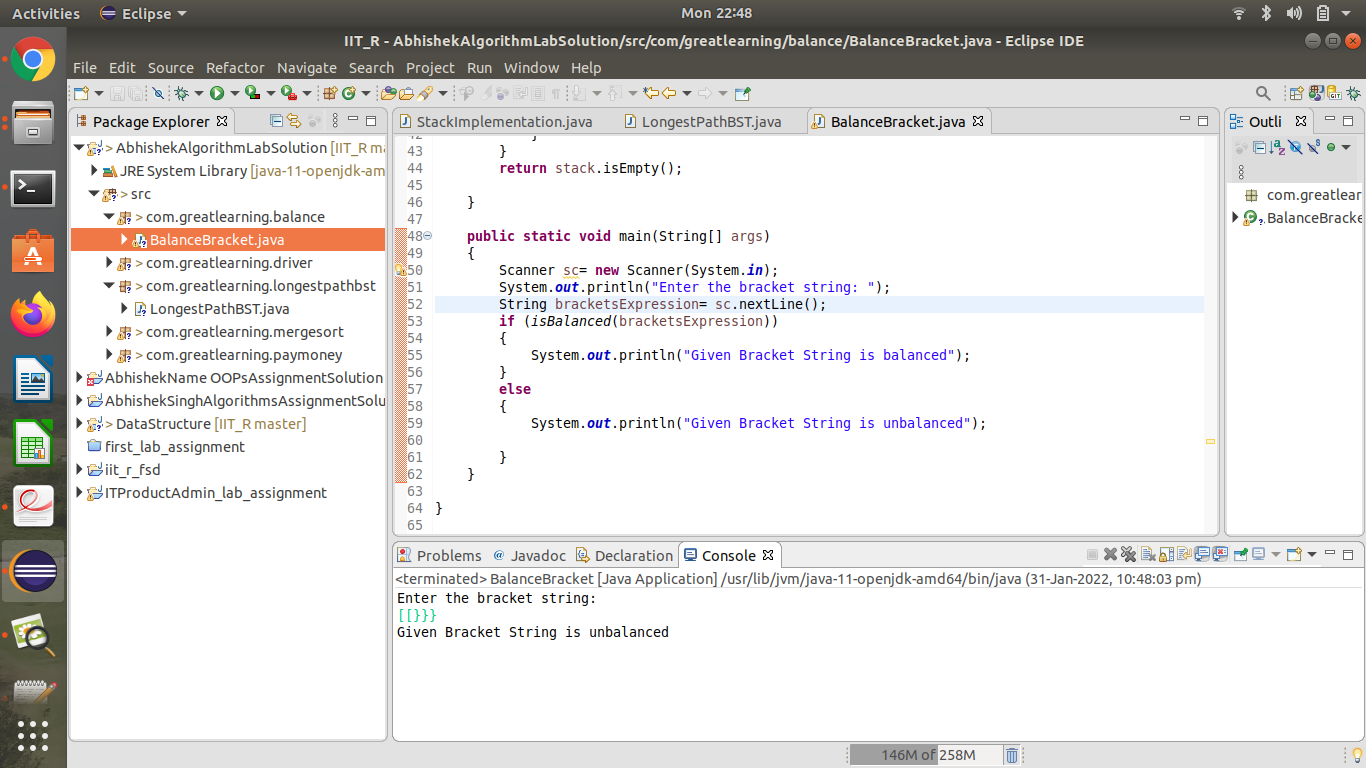 Activities
Eclipse
Mon 22:48
IIT_R - AbhishekAlgorithmLabSolution/src/com/greatlearning/balance/BalanceBracket.java - Eclipse IDE
File Edit Source Refactor Navigate Search Project Run Window Help
Package Explorer
> AbhishekAlgorithmLabSolution [IIT_R ma
JRE System Library [java-11-openjdk-am
> src
> com.greatlearning.balance
BalanceBracket.java
> com.greatlearning.driver
> com.greatlearning.longestpathbst
LongestPathBST.java
> com.greatlearning.mergesort
> com.greatlearning.paymoney
AbhishekName OOPsAssignmentSolution
AbhishekSinghAlgorithmsAssignmentSolu
> DataStructure [IIT_R master]
first_lab_assignment
iit_r_fsd
ITProductAdmin_lab_assignment
StackImplementation.java
LongestPathBST.java
BalanceBracket.java
42 }
43 }
44 return stack.isEmpty();
45
46 }
47
48 public static void main(String[] args)
49 {
50 Scanner sc= new Scanner(System.in);
51 System.out.println("Enter the bracket string: ");
52 String bracketsExpression= sc.nextLine();
53 if (isBalanced(bracketsExpression))
54 {
55 System.out.println("Given Bracket String is balanced");
56 }
57 else
58 {
59 System.out.println("Given Bracket String is unbalanced");
60
61 }
62 }
63
64 }
65
Outli
com.greatlear
BalanceBracke
Problems
@ Javadoc
Declaration
Console
<terminated> BalanceBracket [Java Application] /usr/lib/jvm/java-11-openjdk-amd64/bin/java (31-Jan-2022, 10:48:03 pm)
Enter the bracket string:
[[}}}
Given Bracket String is unbalanced
146M of 258M